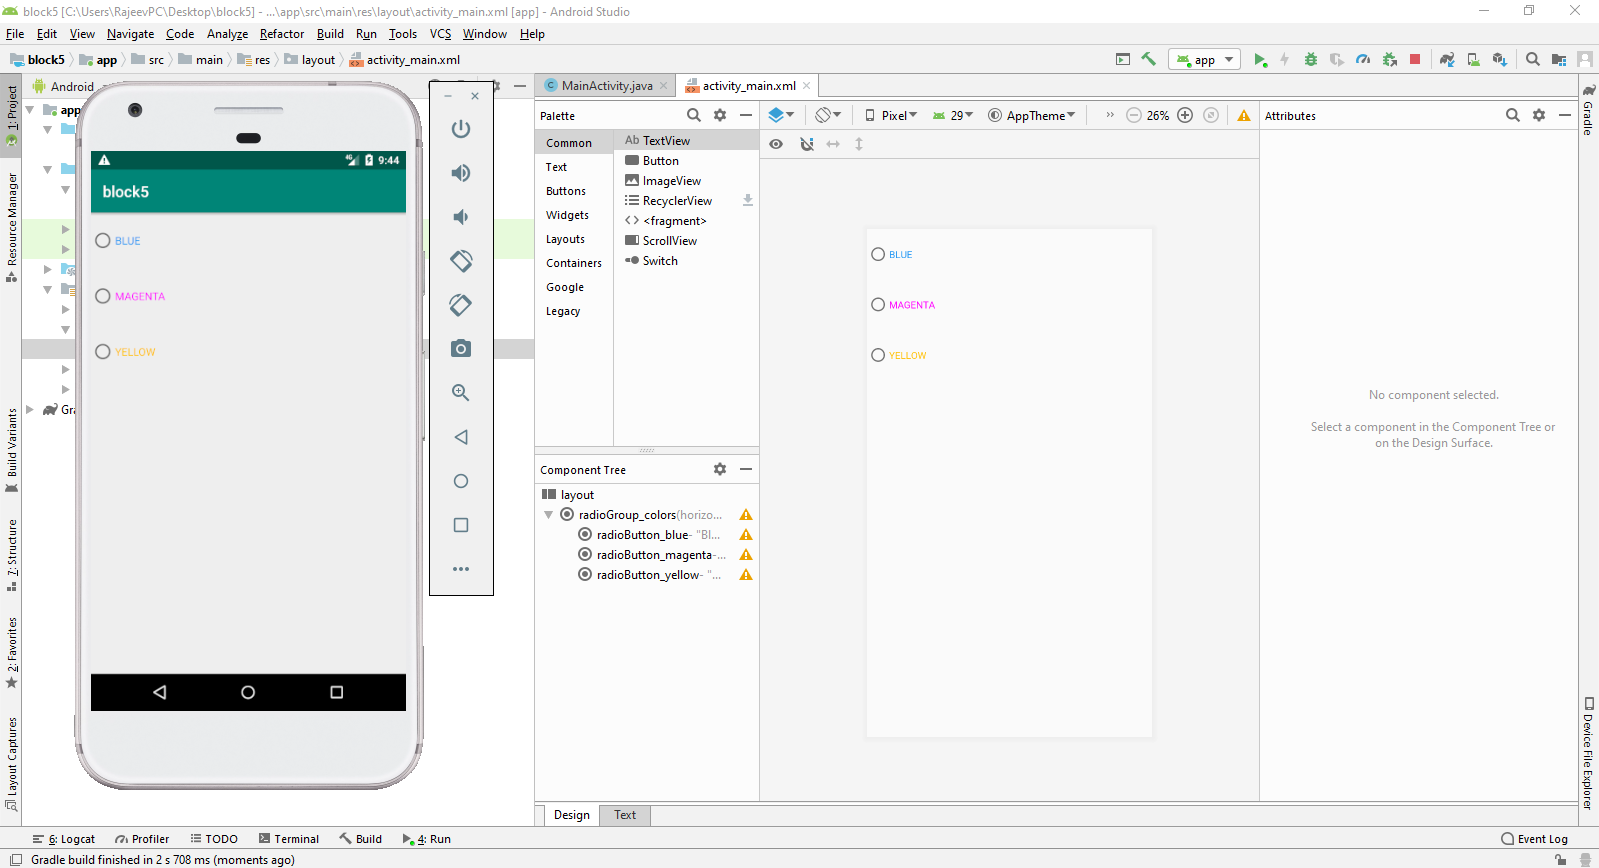 block5 [C:\Users\RajeevPC\Desktop\block5] - ...\app\src\main\res\layout\activity_main.xml [app] - Android Studio
File Edit View Navigate Code Analyze Refactor Build Run Tools VCS Window Help
block5 app src main res layout activity_main.xml
app
1: Project
Resource Manager
Build Variants
7: Structure
2: Favorites
Layout Captures
Android
app
Gra
9:44
block5
BLUE
MAGENTA
YELLOW
MainActivity.java
activity_main.xml
Palette
Common
Text
Buttons
Widgets
Layouts
Containers
Google
Legacy
Ab TextView
Button
ImageView
RecyclerView
<fragment>
ScrollView
Switch
Component Tree
layout
radioGroup_colors(horizo...
radioButton_blue- "Bl...
radioButton_magenta-...
radioButton_yellow- "...
Pixel 29 AppTheme 26%
BLUE
MAGENTA
YELLOW
Attributes
No component selected.
Select a component in the Component Tree or
on the Design Surface.
Gradle
Device File Explorer
Design Text
6: Logcat Profiler TODO Terminal Build 4: Run Event Log
Gradle build finished in 2 s 708 ms (moments ago)